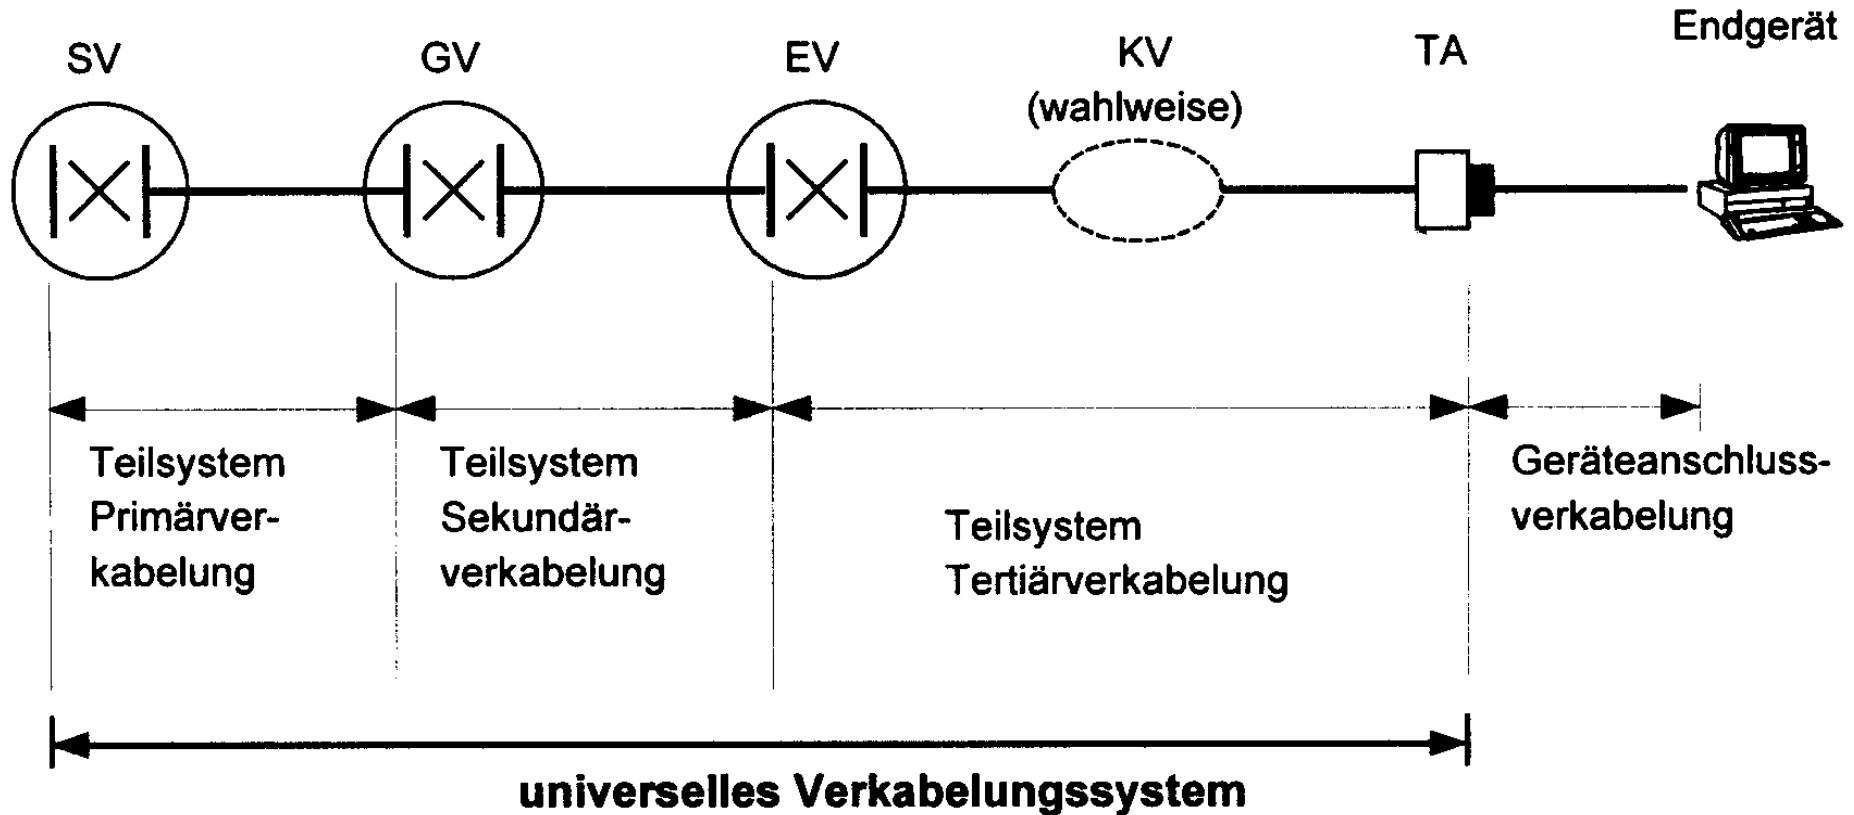 SV
GV
EV
KV
(wahlweise)
TA
Endgerät
Teilsystem
Primärver-
kabelung
Teilsystem
Sekundär-
verkabelung
Teilsystem
Tertiärverkabelung
Geräteanschluss-
verkabelung
universelles Verkabelungssystem